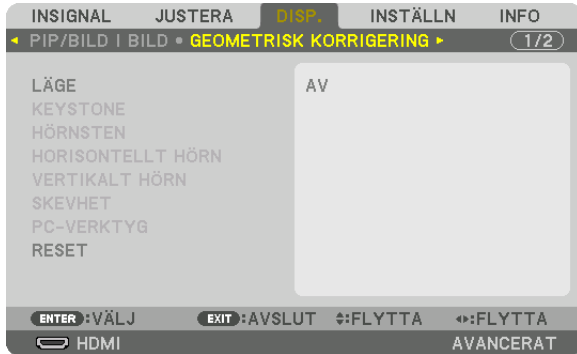 INSIGNAL JUSTERA DISP. INSTÄLLN INFO
PIP/BILD I BILD • GEOMETRISK KORRIGERING 1/2
LÄGE AV
KEYSTONE
HÖRNSTEN
HORISONTELLT HÖRN
VERTIKALT HÖRN
SKEVHET
PC-VERKTYG
RESET
ENTER :VÄLJ EXIT :AVSLUT :FLYTTA :FLYTTA
HDMI AVANCERAT